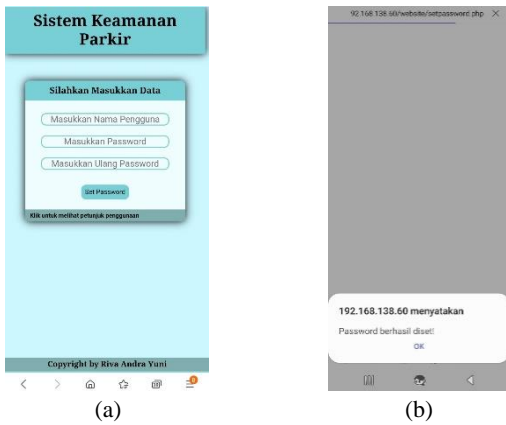 Sistem Keamanan
Parkir
Silahkan Masukkan Data
Masukkan Nama Pengguna
Masukkan Password
Masukkan Ulang Password
Set Password
Klik untuk melihat petunjuk penggunaan
Copyright by Riva Andra Yuni
(a)
92.168.138.60/website/setpassword.php
192.168.138.60 menyatakan
Password berhasil diset!
OK
(b)